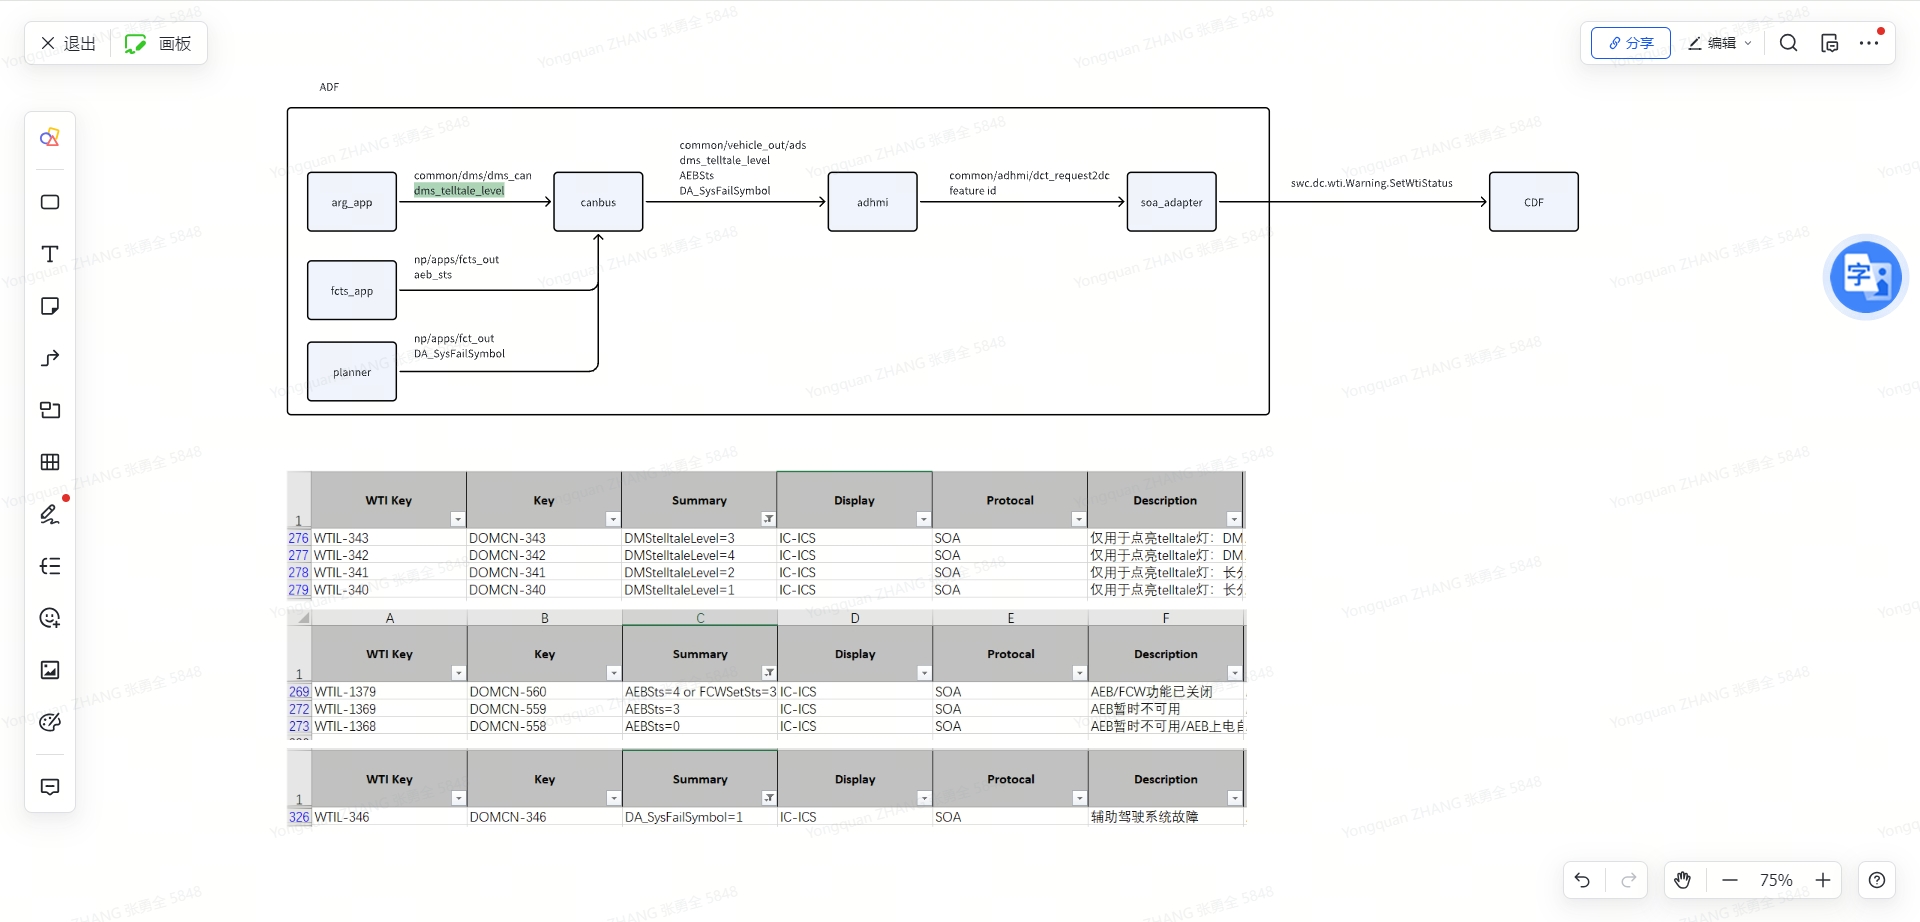 退出
画板
分享
编辑
ADF
common/dms/dms_can
dms_telltale_level
common/vehicle_out/ads
dms_telltale_level
AEBSts
DA_SysFailSymbol
common/adhmi/dct_request2dc
feature id
swc.dc.wti.Warning.SetWtiStatus
arg_app
canbus
adhmi
soa_adapter
CDF
np/apps/fcts_out
aeb_sts
fcts_app
np/apps/fct_out
DA_SysFailSymbol
planner
字
1 WTI Key Key Summary Display Protocal Description
276 WTIL-343 DOMCN-343 DMStelltaleLevel=3 IC-ICS SOA 仅用于点亮telltale灯：DM
277 WTIL-342 DOMCN-342 DMStelltaleLevel=4 IC-ICS SOA 仅用于点亮telltale灯：DM
278 WTIL-341 DOMCN-341 DMStelltaleLevel=2 IC-ICS SOA 仅用于点亮telltale灯：长
279 WTIL-340 DOMCN-340 DMStelltaleLevel=1 IC-ICS SOA 仅用于点亮telltale灯：长
A B C D E F
1 WTI Key Key Summary Display Protocal Description
269 WTIL-1379 DOMCN-560 AEBSts=4 or FCWSetSts=3 IC-ICS SOA AEB/FCW功能已关闭
272 WTIL-1369 DOMCN-559 AEBSts=3 IC-ICS SOA AEB暂时不可用
273 WTIL-1368 DOMCN-558 AEBSts=0 IC-ICS SOA AEB暂时不可用/AEB上电自
1 WTI Key Key Summary Display Protocal Description
326 WTIL-346 DOMCN-346 DA_SysFailSymbol=1 IC-ICS SOA 辅助驾驶系统故障
75%
Yongquan ZHANG 张勇全 5848